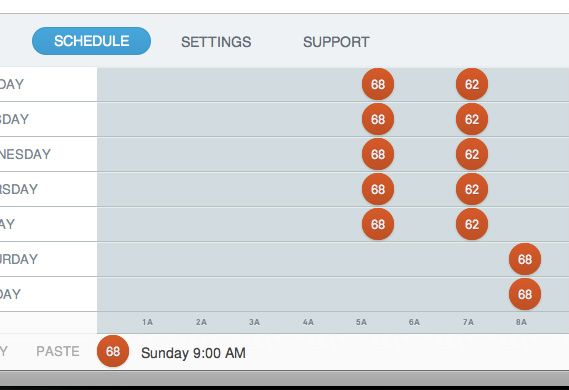 SCHEDULE SETTINGS SUPPORT
DAY 68 62
SDAY 68 62
NESDAY 68 62
RSDAY 68 62
AY 68 62
URDAY 68
DAY 68
1A 2A 3A 4A 5A 6A 7A 8A
Y PASTE 68 Sunday 9:00 AM